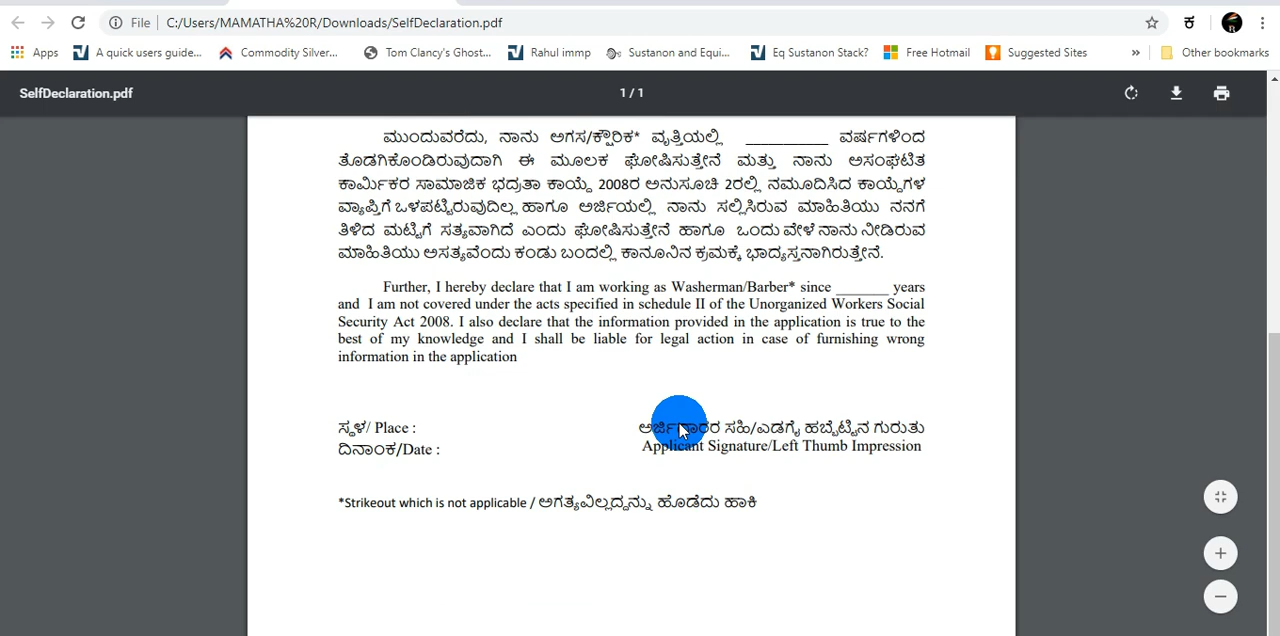 File C:/Users/MAMATHA%20R/Downloads/SelfDeclaration.pdf
Apps A quick users guide... Commodity Silver... Tom Clancy's Ghost... Rahul immp Sustanon and Equi... Eq Sustanon Stack? Free Hotmail Suggested Sites » Other bookmarks
SelfDeclaration.pdf 1 / 1
ಮುಂದುವರೆದು, ನಾನು ಅಗಸ/ಕ್ಷೌರಿಕ* ವೃತ್ತಿಯಲ್ಲಿ _________ ವರ್ಷಗಳಿಂದ
ತೊಡಗಿಕೊಂಡಿರುವುದಾಗಿ ಈ ಮೂಲಕ ಘೋಷಿಸುತ್ತೇನೆ ಮತ್ತು ನಾನು ಅಸಂಘಟಿತ
ಕಾರ್ಮಿಕರ ಸಾಮಾಜಿಕ ಭದ್ರತಾ ಕಾಯ್ದೆ 2008ರ ಅನುಸೂಚಿ 2ರಲ್ಲಿ ನಮೂದಿಸಿದ ಕಾಯ್ದೆಗಳ
ವ್ಯಾಪ್ತಿಗೆ ಒಳಪಟ್ಟಿರುವುದಿಲ್ಲ ಹಾಗೂ ಅರ್ಜಿಯಲ್ಲಿ ನಾನು ಸಲ್ಲಿಸಿರುವ ಮಾಹಿತಿಯು ನನಗೆ
ತಿಳಿದ ಮಟ್ಟಿಗೆ ಸತ್ಯವಾಗಿದೆ ಎಂದು ಘೋಷಿಸುತ್ತೇನೆ ಹಾಗೂ ಒಂದು ವೇಳೆ ನಾನು ನೀಡಿರುವ
ಮಾಹಿತಿಯು ಅಸತ್ಯವೆಂದು ಕಂಡು ಬಂದಲ್ಲಿ ಕಾನೂನಿನ ಕ್ರಮಕ್ಕೆ ಭಾದ್ಯಸ್ತನಾಗಿರುತ್ತೇನೆ.
Further, I hereby declare that I am working as Washerman/Barber* since _______ years
and I am not covered under the acts specified in schedule II of the Unorganized Workers Social
Security Act 2008. I also declare that the information provided in the application is true to the
best of my knowledge and I shall be liable for legal action in case of furnishing wrong
information in the application
ಸ್ಥಳ/ Place : ಅರ್ಜಿದಾರರ ಸಹಿ/ಎಡಗೈ ಹಬ್ಬೆಟ್ಟಿನ ಗುರುತು
ದಿನಾಂಕ/Date : Applicant Signature/Left Thumb Impression
*Strikeout which is not applicable / ಅಗತ್ಯವಿಲ್ಲದ್ದನ್ನು ಹೊಡೆದು ಹಾಕಿ